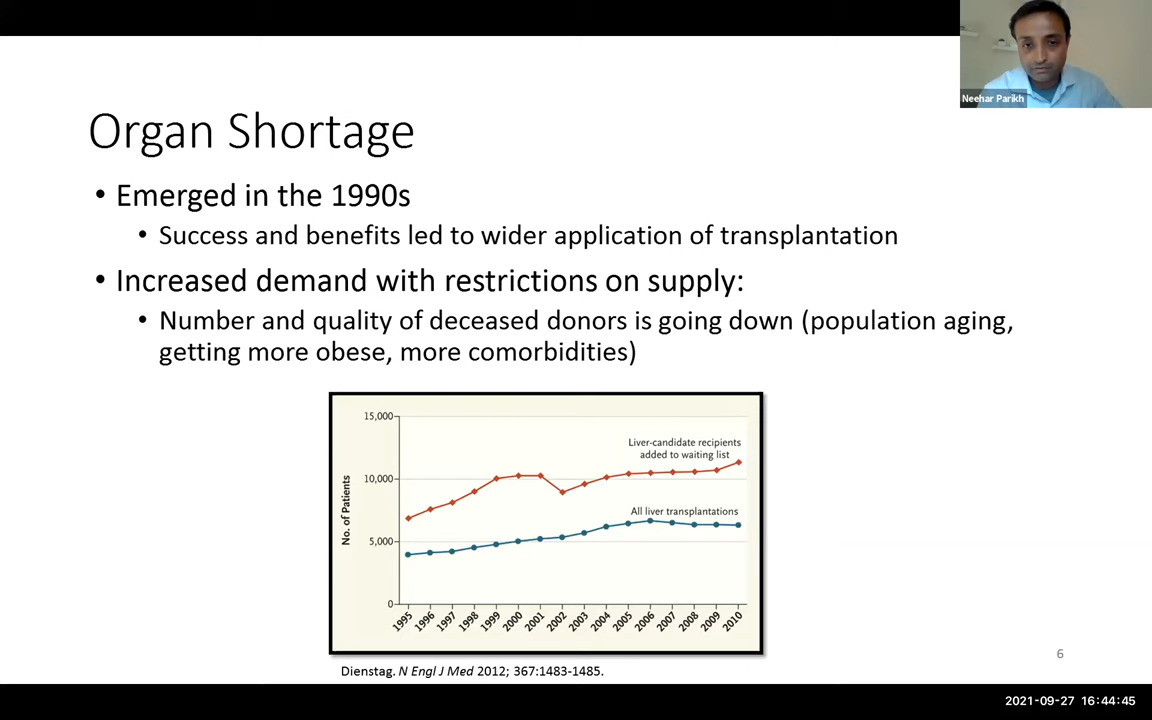 Neehar Parikh
Organ Shortage
• Emerged in the 1990s
• Success and benefits led to wider application of transplantation
• Increased demand with restrictions on supply:
• Number and quality of deceased donors is going down (population aging,
getting more obese, more comorbidities)
15,000
10,000
5,000
0
No. of Patients
Liver-candidate recipients
added to waiting list
All liver transplantations
1995 1996 1997 1998 1999 2000 2001 2002 2003 2004 2005 2006 2007 2008 2009 2010
Dienstag. N Engl J Med 2012; 367:1483-1485.
6
2021-09-27 16:44:45